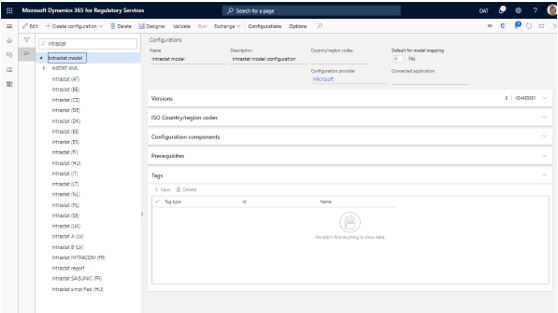 Microsoft Dynamics 365 for Regulatory Services
Search for a page
DAT
Edit
+ Create configuration
Delete
Designer
Validate
Run
Exchange
Configurations
Options
intrastat
Intrastat model
INSTAT XML
Intrastat (AT)
Intrastat (BE)
Intrastat (CZ)
Intrastat (DE)
Intrastat (DK)
Intrastat (EE)
Intrastat (ES)
Intrastat (FI)
Intrastat (HU)
Intrastat (IT)
Intrastat (LT)
Intrastat (NL)
Intrastat (PL)
Intrastat (SE)
Intrastat (UK)
Intrastat A (LV)
Intrastat B (LV)
Intrastat INTRACOM (FR)
Intrastat report
Intrastat SAISUNIC (FR)
Intrastat simplified (HU)
Configurations
Name
Intrastat model
Description
Intrastat model configuration
Country/region codes
Default for model mapping
No
Configuration provider
Microsoft
Connected application
Versions
ISO Country/region codes
Configuration components
Prerequisites
Tags
+ New
Delete
Tag type
Id
Name
We didn't find anything to show here.